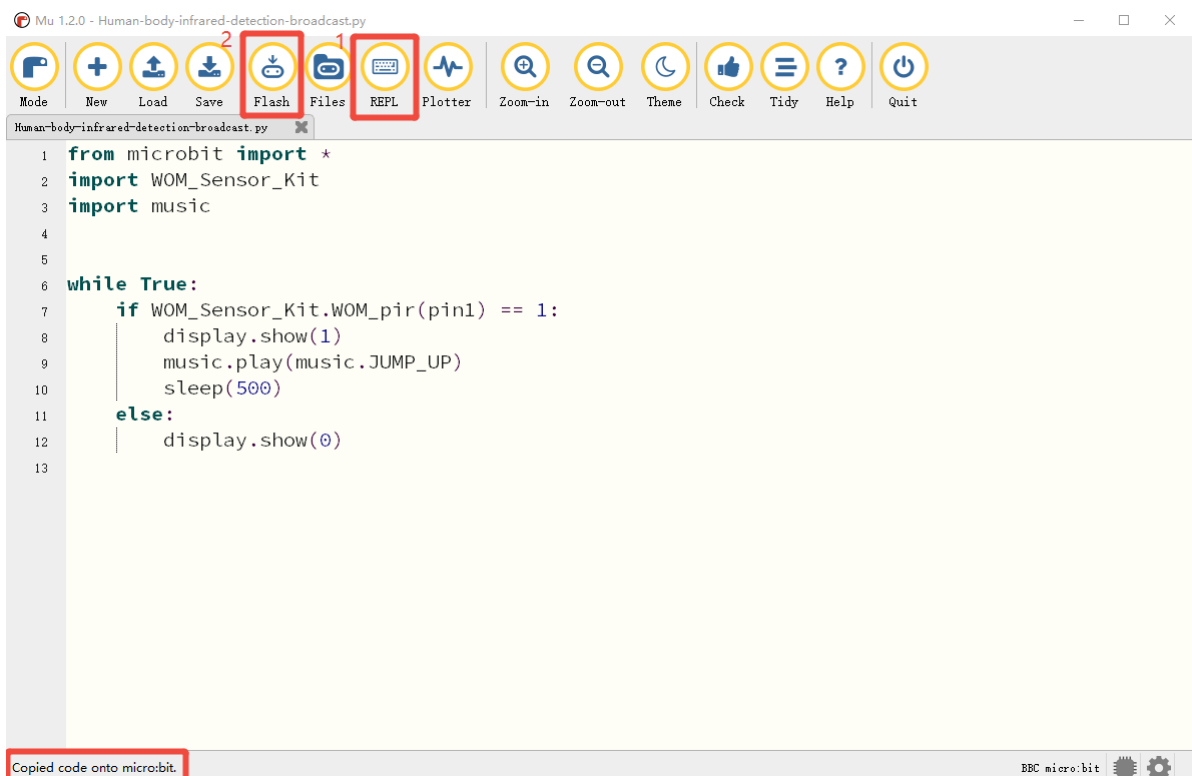 Mu 1.2.0 - Human-body-infrared-detection-broadcast.py
2 1
Mode New Load Save Flash Files REPL Plotter Zoom-in Zoom-out Theme Check Tidy Help Quit
Human-body-infrared-detection-broadcast.py
1 from microbit import *
2 import WOM_Sensor_Kit
3 import music
4
5
6 while True:
7     if WOM_Sensor_Kit.WOM_pir(pin1) == 1:
8         display.show(1)
9         music.play(music.JUMP_UP)
10         sleep(500)
11     else:
12         display.show(0)
13
Copied code onto micro:bit. BBC micro:bit